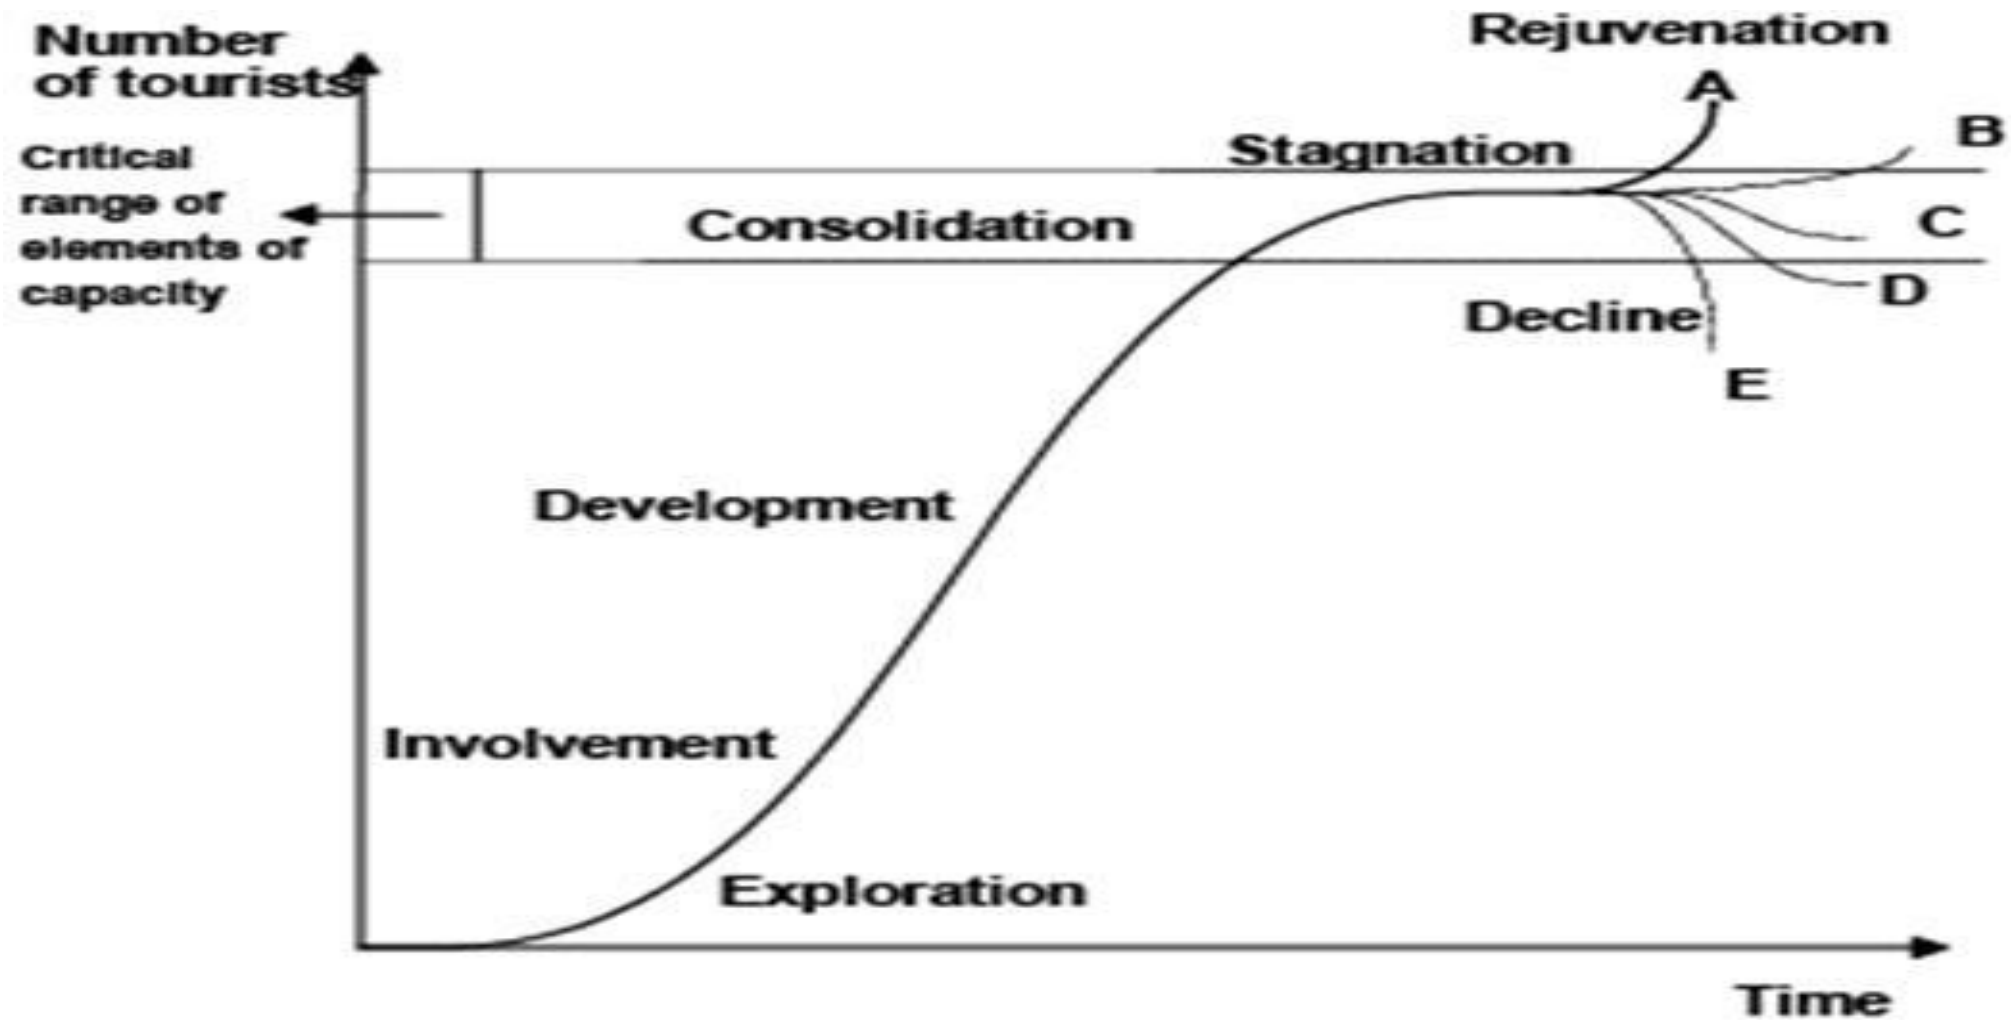 Number
of tourists
Critical
range of
elements of
capacity
Rejuvenation
A
B
Stagnation
Consolidation
C
D
Decline
E
Development
Involvement
Exploration
Time